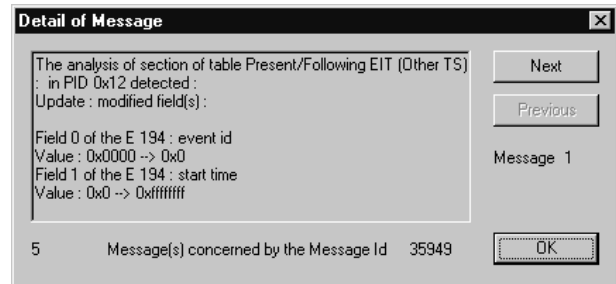 Detail of Message
The analysis of section of table Present/Following EIT (Other TS)
: in PID 0x12 detected :
Update : modified field(s) :
Field 0 of the E 194 : event id
Value : 0x0000 --> 0x0
Field 1 of the E 194 : start time
Value : 0x0 --> 0xffffffff
Next
Previous
Message 1
5 Message(s) concerned by the Message Id 35949
OK